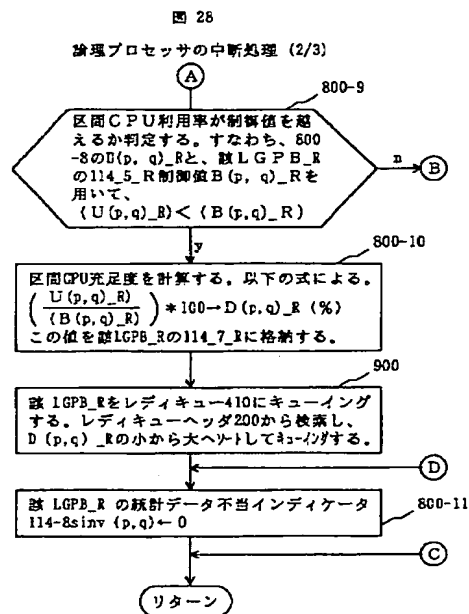 図 28
論理プロセッサの中断処理 (2/3)
A
800-9
区間CPU利用率が制御値を越
えるか判定する。すなわち、800
-8のU(p, q)_Rと、該LGPB_R
の114_5_R制御値B(p, q)_Rを
用いて、
(U(p,q)_R)<(B(p,q)_R)
n
B
y
800-10
区間CPU充足度を計算する。以下の式による。
(U(p,q)_R)
(B(p,q)_R)
*100→D(p,q)_R (%)
この値を該LGPB_Rの114_7_Rに格納する。
900
該 LGPB_Rをレディキュー410にキューイング
する。レディキューヘッダ200から検索し、
D(p,q)_Rの小から大へソートしてキューイングする。
D
該 LGPB_R の統計データ不当インディケータ
114-8sinv (p,q)← 0
800-11
C
リターン